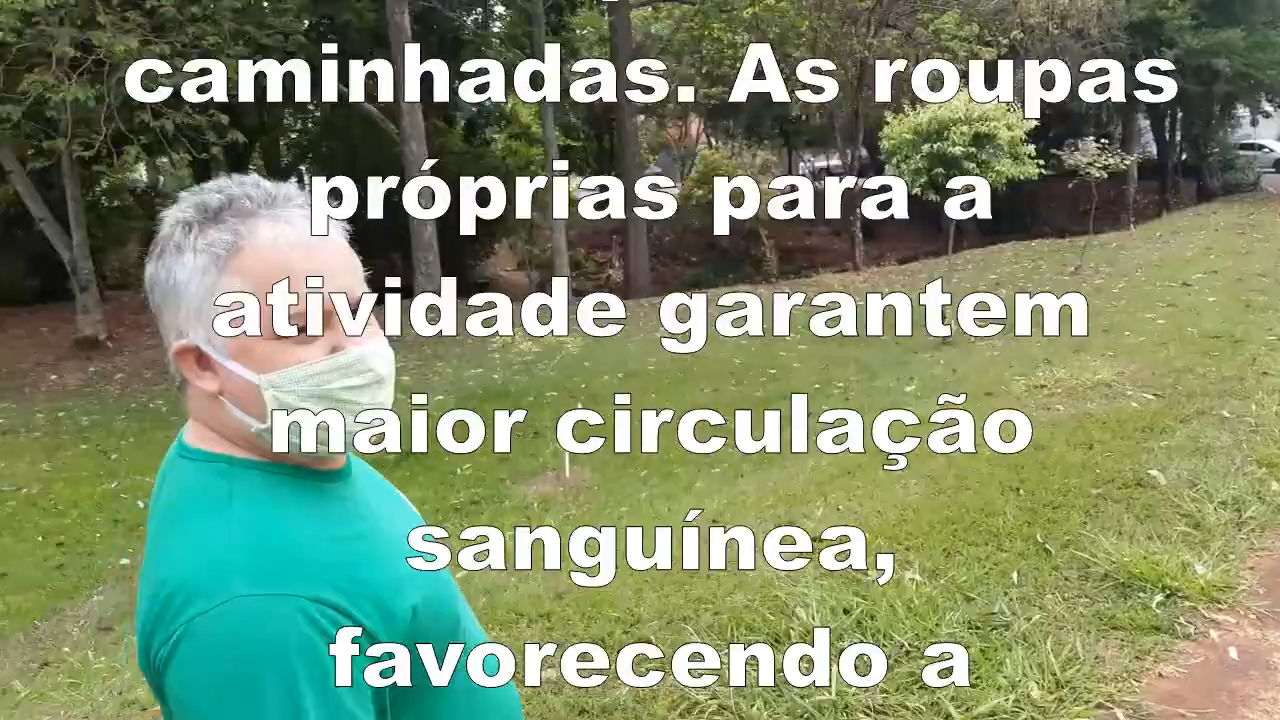 caminhadas. As roupas
próprias para a
atividade garantem
maior circulação
sanguínea,
favorecendo a